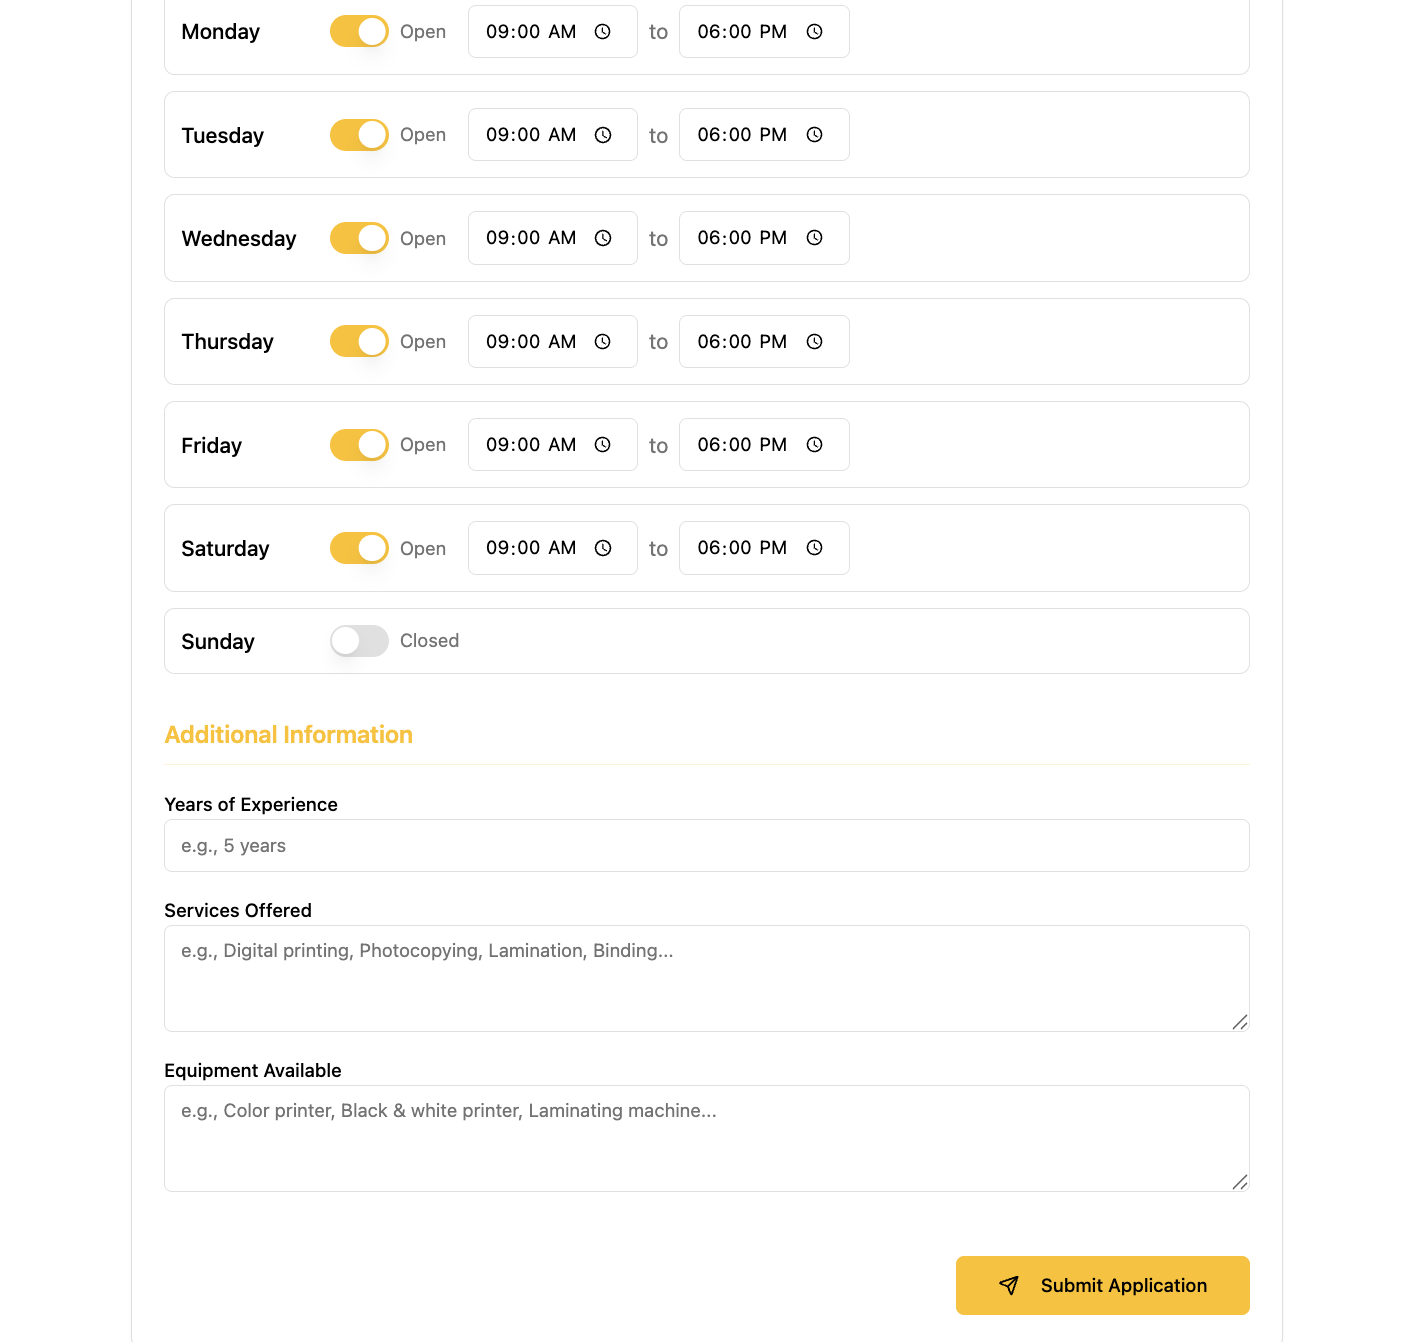 Monday Open 09:00 AM to 06:00 PM
Tuesday Open 09:00 AM to 06:00 PM
Wednesday Open 09:00 AM to 06:00 PM
Thursday Open 09:00 AM to 06:00 PM
Friday Open 09:00 AM to 06:00 PM
Saturday Open 09:00 AM to 06:00 PM
Sunday Closed
Additional Information
Years of Experience
e.g., 5 years
Services Offered
e.g., Digital printing, Photocopying, Lamination, Binding...
Equipment Available
e.g., Color printer, Black & white printer, Laminating machine...
Submit Application